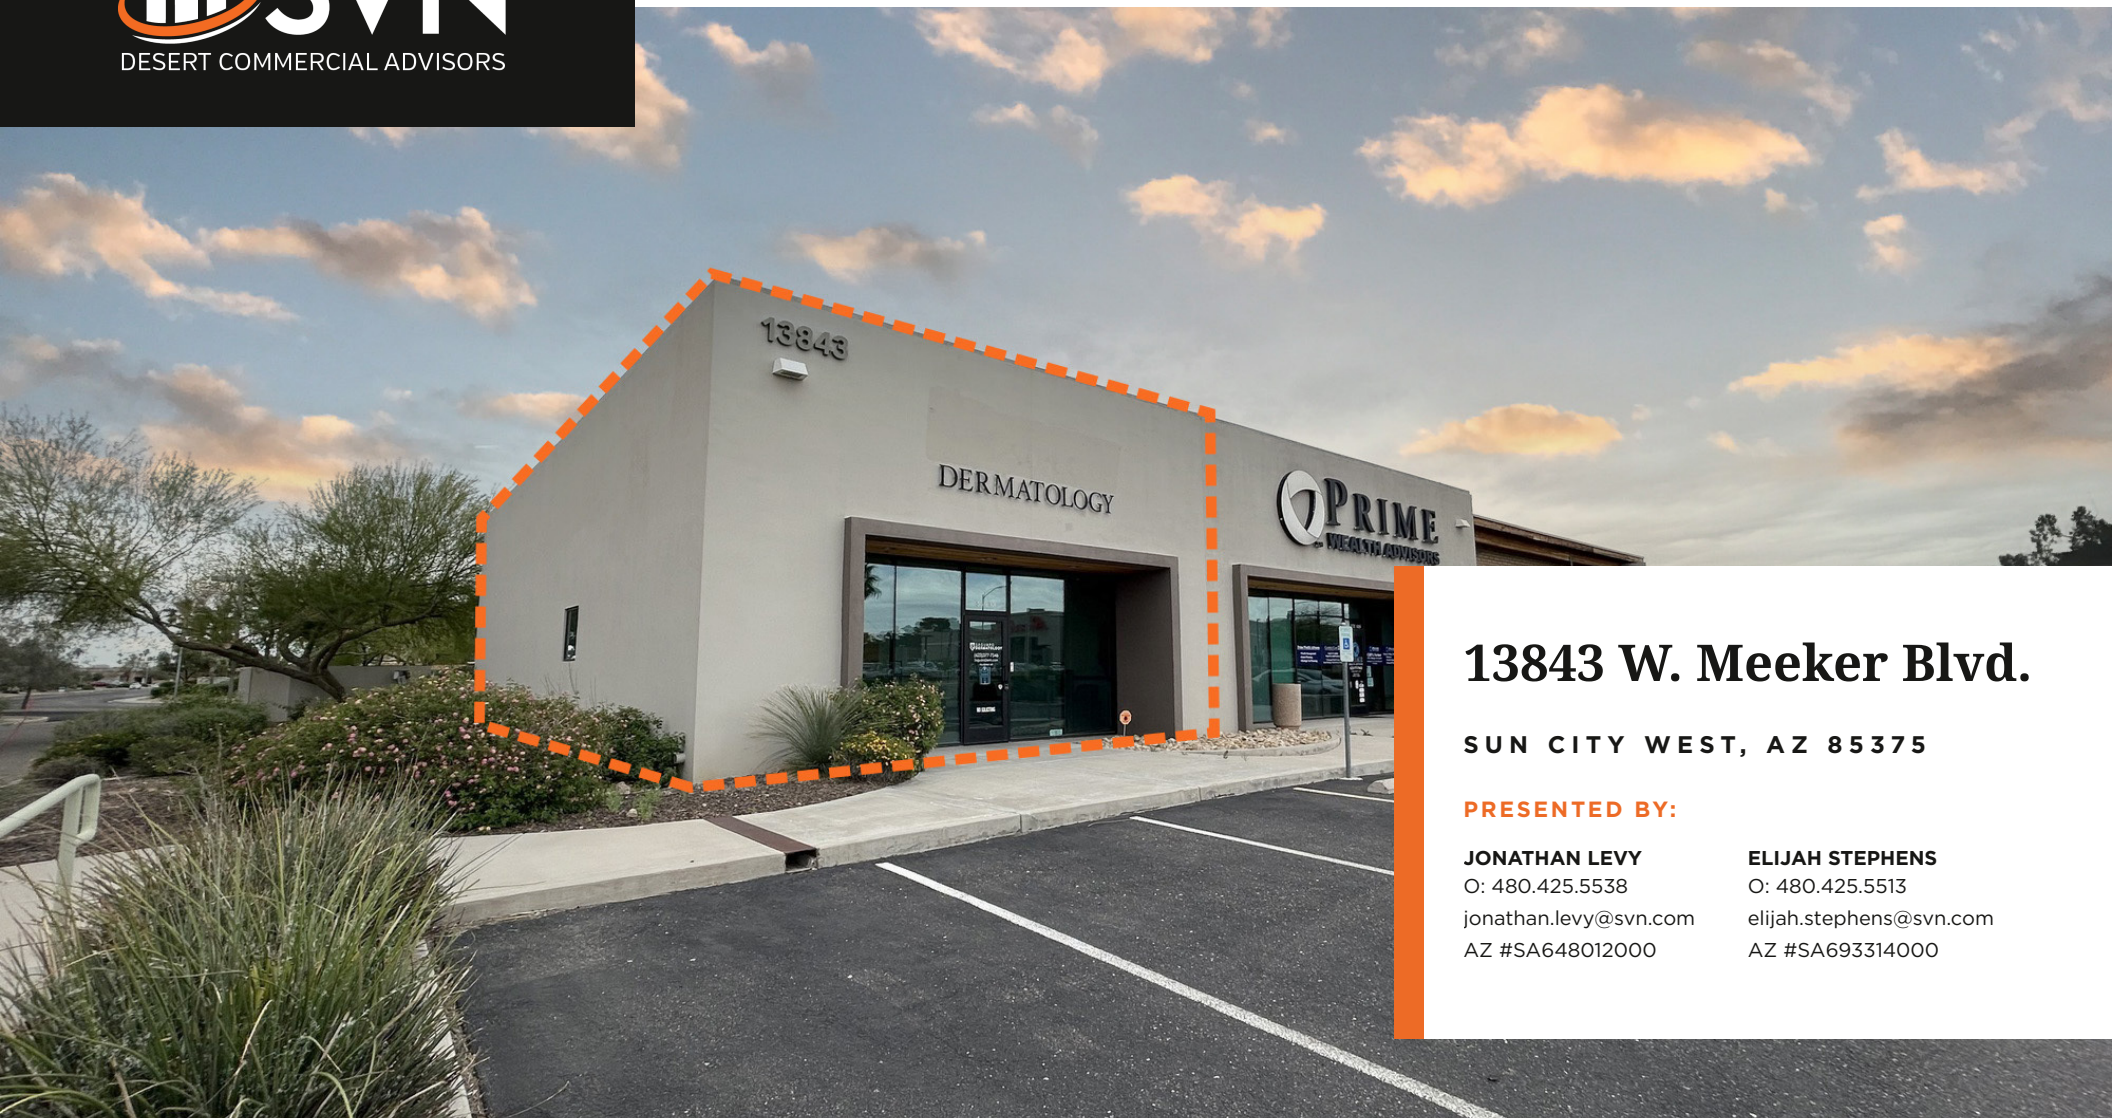 SVN
DESERT COMMERCIAL ADVISORS
13843
DERMATOLOGY
PRIME
WEALTH ADVISORS
13843 W. Meeker Blvd.
SUN CITY WEST, AZ 85375
PRESENTED BY:
JONATHAN LEVY
O: 480.425.5538
jonathan.levy@svn.com
AZ #SA648012000
ELIJAH STEPHENS
O: 480.425.5513
elijah.stephens@svn.com
AZ #SA693314000